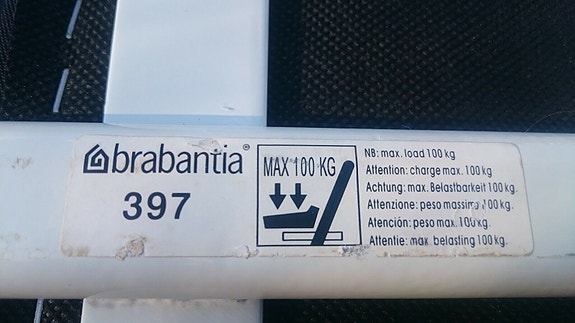 brabantia®
397
MAX 100 KG
NB: max. load 100 kg
Attention: charge max. 100 kg
Achtung: max. Belastbarkeit 100 kg.
Attenzione: peso massimo 100 kg.
Atención: peso max. 100 kg.
Attentie: max. belasting 100 kg.